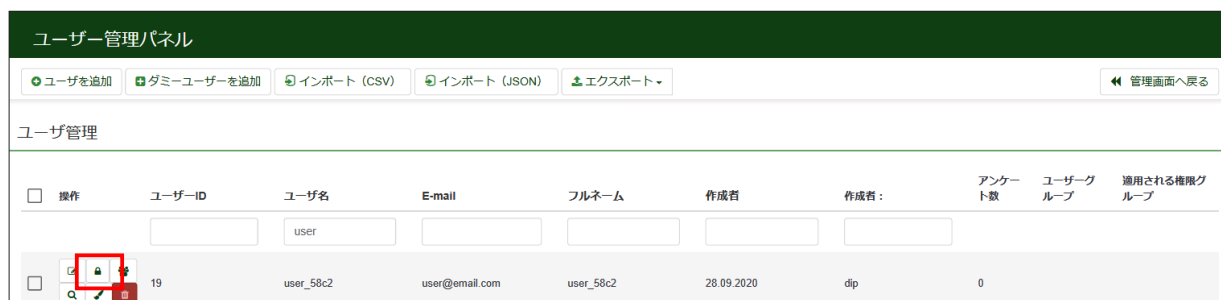 ユーザー管理パネル
ユーザを追加 ダミーユーザーを追加 インポート（CSV） インポート（JSON） エクスポート 管理画面へ戻る
ユーザ管理
操作 ユーザーID ユーザ名 E-mail フルネーム 作成者 作成者 : アンケート数 ユーザーグループ 適用される権限グループ
user
19 user_58c2 user@email.com user_58c2 28.09.2020 dip 0